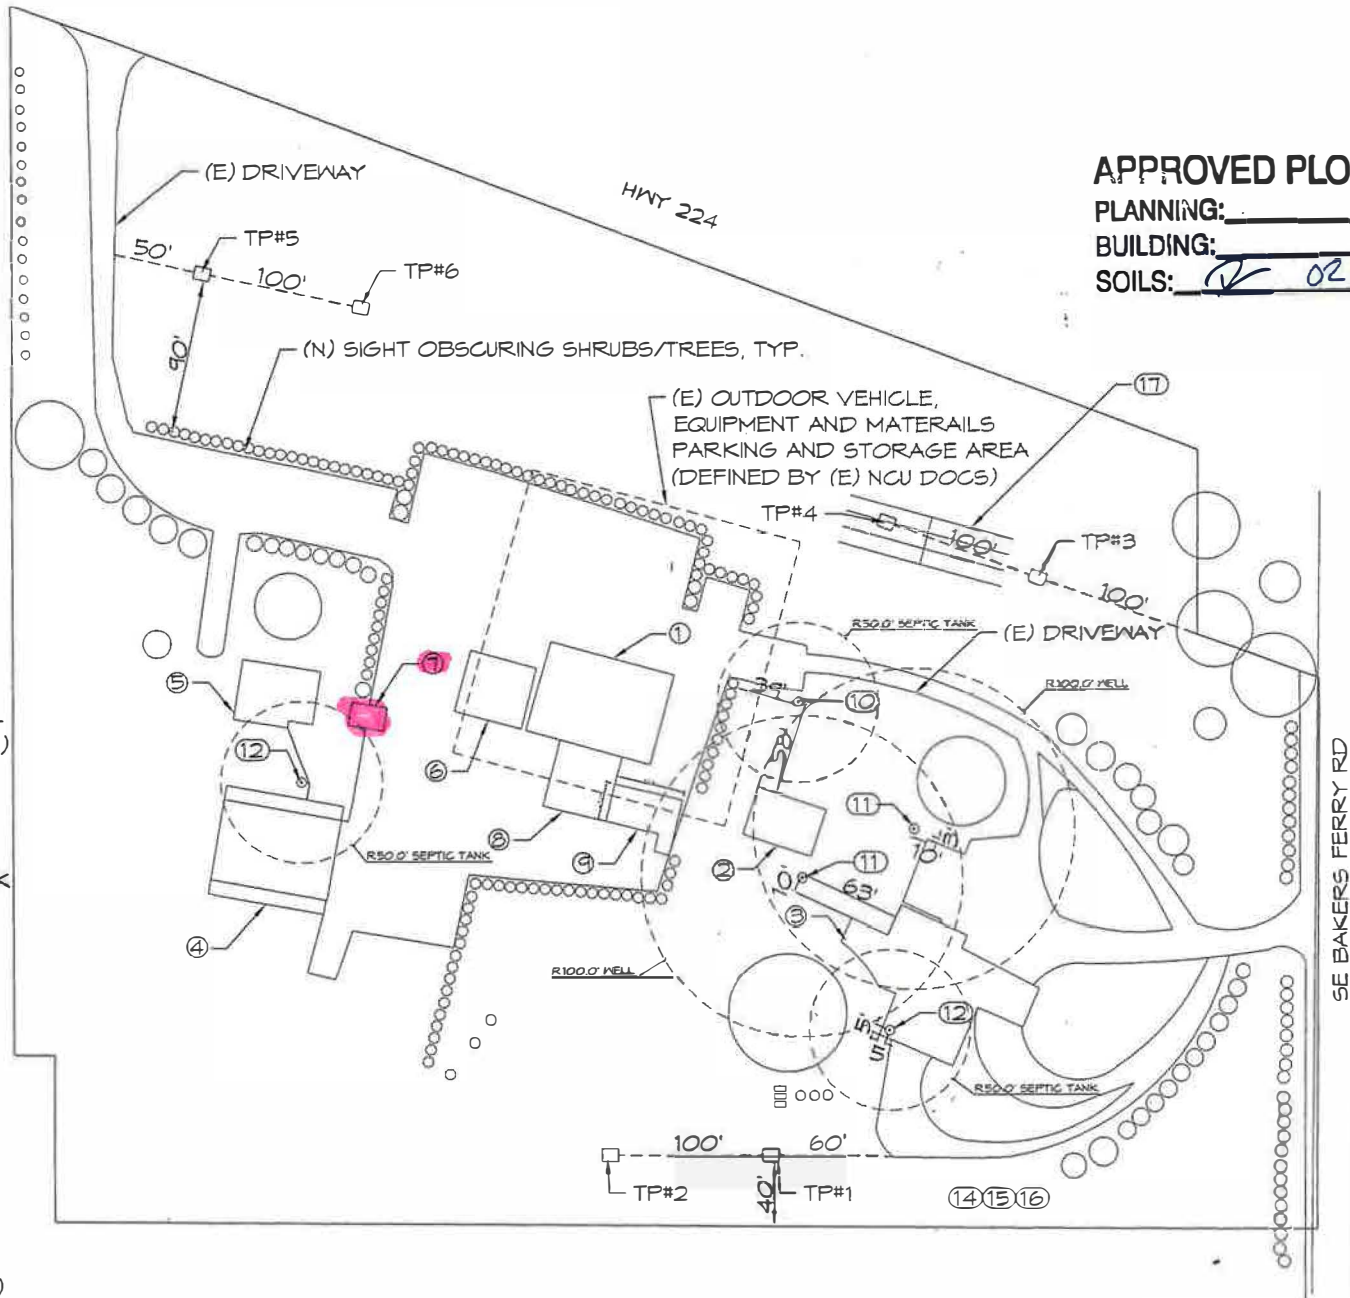 HWY 224
APPROVED PLO
PLANNING:
BUILDING:
SOILS: 02
(E) DRIVEWAY
50'
TP#5
100'
TP#6
90'
(N) SIGHT OBSCURING SHRUBS/TREES, TYP.
(E) OUTDOOR VEHICLE,
EQUIPMENT AND MATERAILS
PARKING AND STORAGE AREA
(DEFINED BY (E) NCU DOCS)
17
TP#4
100'
TP#3
100'
R50.0' SEPTIC TANK
(E) DRIVEWAY
R100.0' WELL
1
7
5
10
12
6
11
8
9
R50.0' SEPTIC TANK
2
11
63'
3
4
R100.0' WELL
12
R50.0' SEPTIC TANK
SE BAKERS FERRY RD
100'
60'
TP#2
40'
TP#1
14 15 16